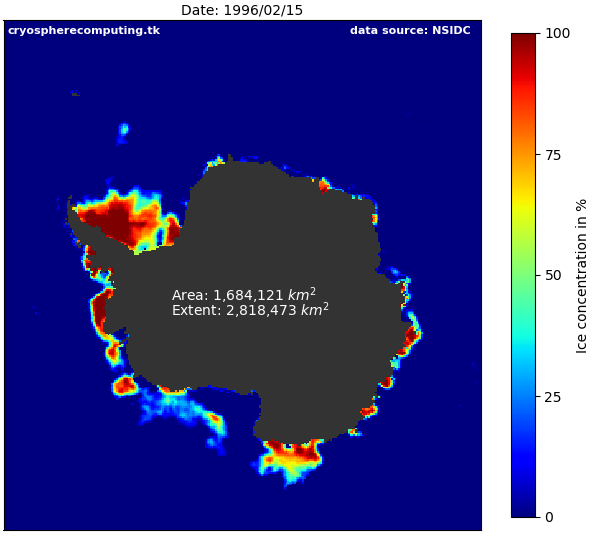 Date: 1996/02/15
cryospherecomputing.tk
data source: NSIDC
100
75
50
25
0
Ice concentration in %
Area: 1,684,121 km²
Extent: 2,818,473 km²